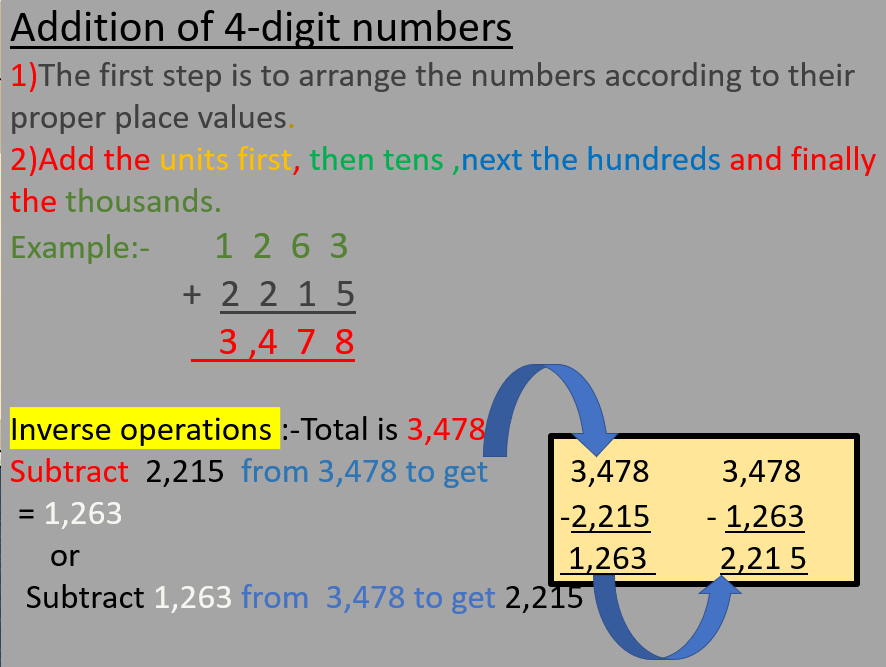 Addition of 4-digit numbers
1)The first step is to arrange the numbers according to their
proper place values.
2)Add the units first, then tens ,next the hundreds and finally
the thousands.
Example:- 1 2 6 3
+ 2 2 1 5
3 ,4 7 8
Inverse operations :-Total is 3,478
Subtract 2,215 from 3,478 to get
= 1,263
or
Subtract 1,263 from 3,478 to get 2,215
3,478 3,478
-2,215 - 1,263
1,263 2,21 5